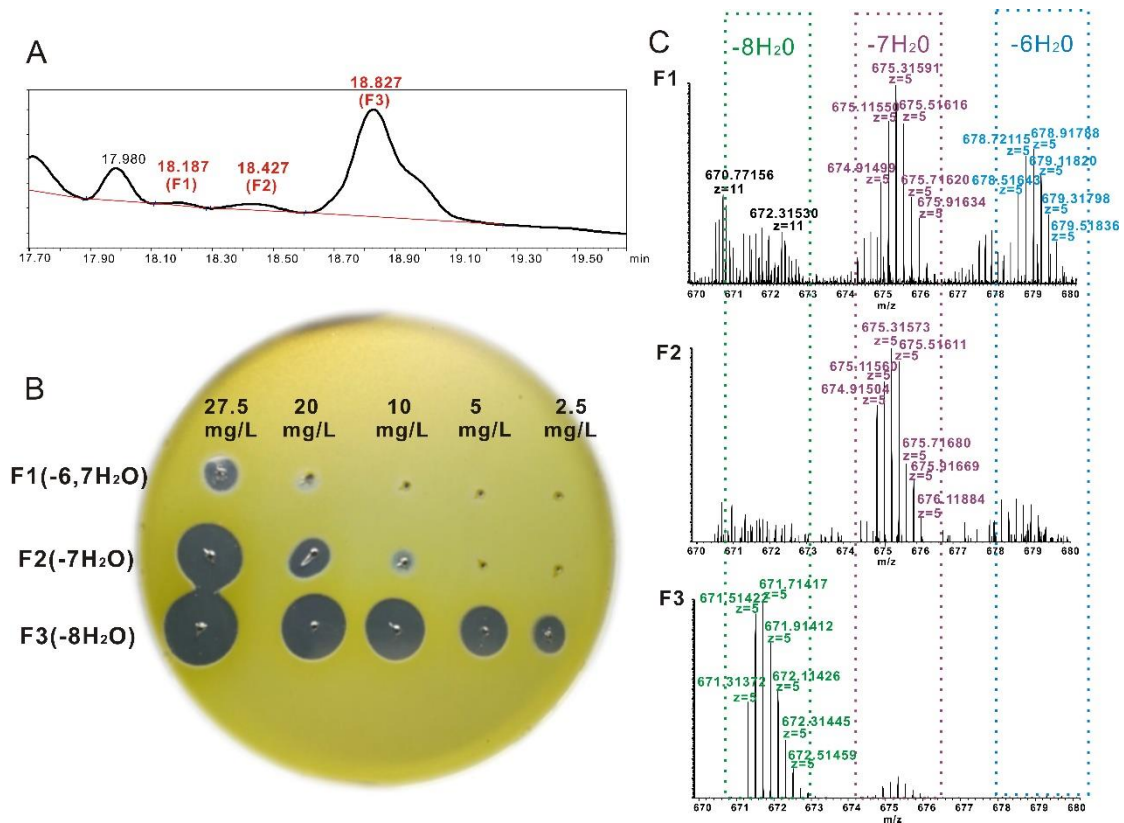 A
18.827
(F3)
18.187
(F1)
18.427
(F2)
17.980
17.70
18.00
18.30
18.50
18.70
18.90
19.10
19.50
min
B
27.5
mg/L
20
mg/L
10
mg/L
5
mg/L
2.5
mg/L
F1(-6,7H₂O)
F2(-7H₂O)
F3(-8H₂O)
C
-8H₂0
-7H₂0
-6H₂0
F1
675.31591
z=5
675.11550
z=5
675.51616
z=5
674.91499
z=5
675.71620
z=5
675.91634
z=5
678.72115
z=5
678.91788
z=5
679.11820
z=5
678.51643
z=5
679.31798
z=5
679.51836
z=5
670.77156
z=11
672.31530
z=11
670 671 672 673 674 675 676 677 678 679 680
m/z
F2
675.31573
z=5
675.51611
z=5
675.11560
z=5
674.91504
z=5
675.71680
z=5
675.91669
z=5
676.11884
z=5
670 671 672 673 674 675 676 677 678 679 680
m/z
F3
671.71417
z=5
671.51422
z=5
671.91412
z=5
671.31372
z=5
672.11426
z=5
672.31445
z=5
672.51459
z=5
670 671 672 673 674 675 676 677 678 679 680
m/z